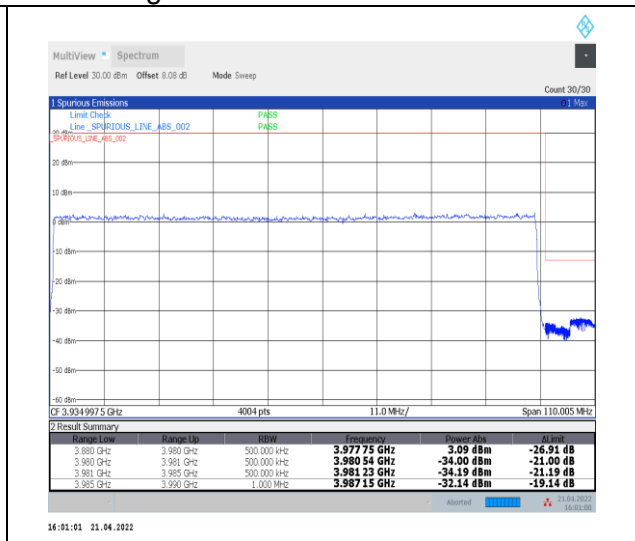 MultiView Spectrum
Ref Level 30.00 dBm Offset 8.08 dB Mode Sweep
Count 30/30
1 Spurious Emissions 1 Max
Limit Check PASS
Line _SPURIOUS_LINE_ABS_002 PASS
_SPURIOUS_LINE_ABS_002
20 dBm
10 dBm
0 dBm
-10 dBm
-20 dBm
-30 dBm
-40 dBm
-50 dBm
-60 dBm
CF 3.934 997 5 GHz 4004 pts 11.0 MHz/ Span 110.005 MHz
2 Result Summary
Range Low Range Up RBW Frequency Power Abs ΔLimit
3.880 GHz 3.980 GHz 500.000 kHz 3.977 75 GHz 3.09 dBm -26.91 dB
3.980 GHz 3.981 GHz 500.000 kHz 3.980 54 GHz -34.00 dBm -21.00 dB
3.981 GHz 3.985 GHz 500.000 kHz 3.981 23 GHz -34.19 dBm -21.19 dB
3.985 GHz 3.990 GHz 1.000 MHz 3.987 15 GHz -32.14 dBm -19.14 dB
Aborted 21.04.2022
16:01:00
16:01:01 21.04.2022